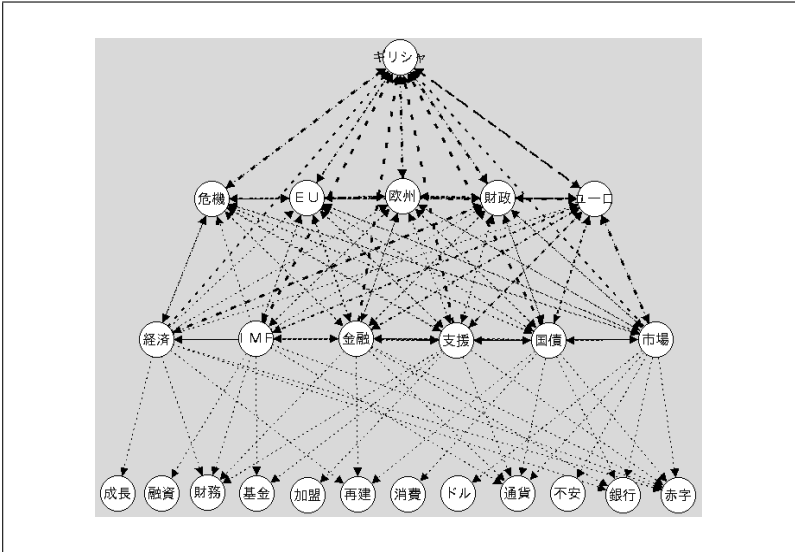 ギリシャ
危機 ＥＵ 欧州 財政 ユーロ
経済 ＩＭＦ 金融 支援 国債 市場
成長 融資 財務 基金 加盟 再建 消費 ドル 通貨 不安 銀行 赤字